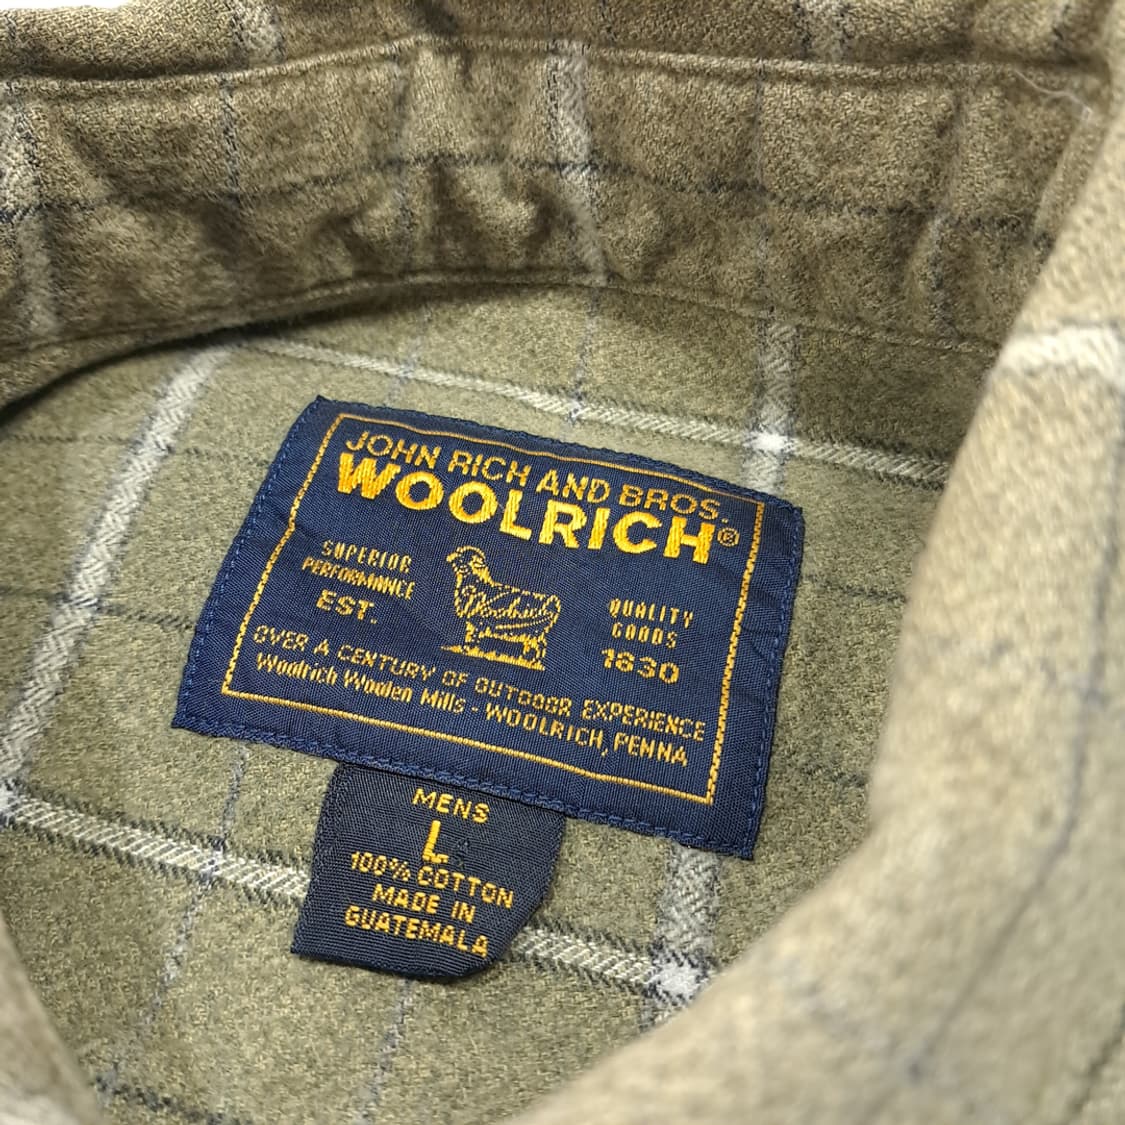 JOHN RICH AND BROS.
WOOLRICH®
SUPERIOR
PERFORMANCE
EST.
Woolrich
QUALITY
GOODS
1830
OVER A CENTURY OF OUTDOOR EXPERIENCE
Woolrich Woolen Mills - WOOLRICH, PENNA
MENS
L
100% COTTON
MADE IN
GUATEMALA